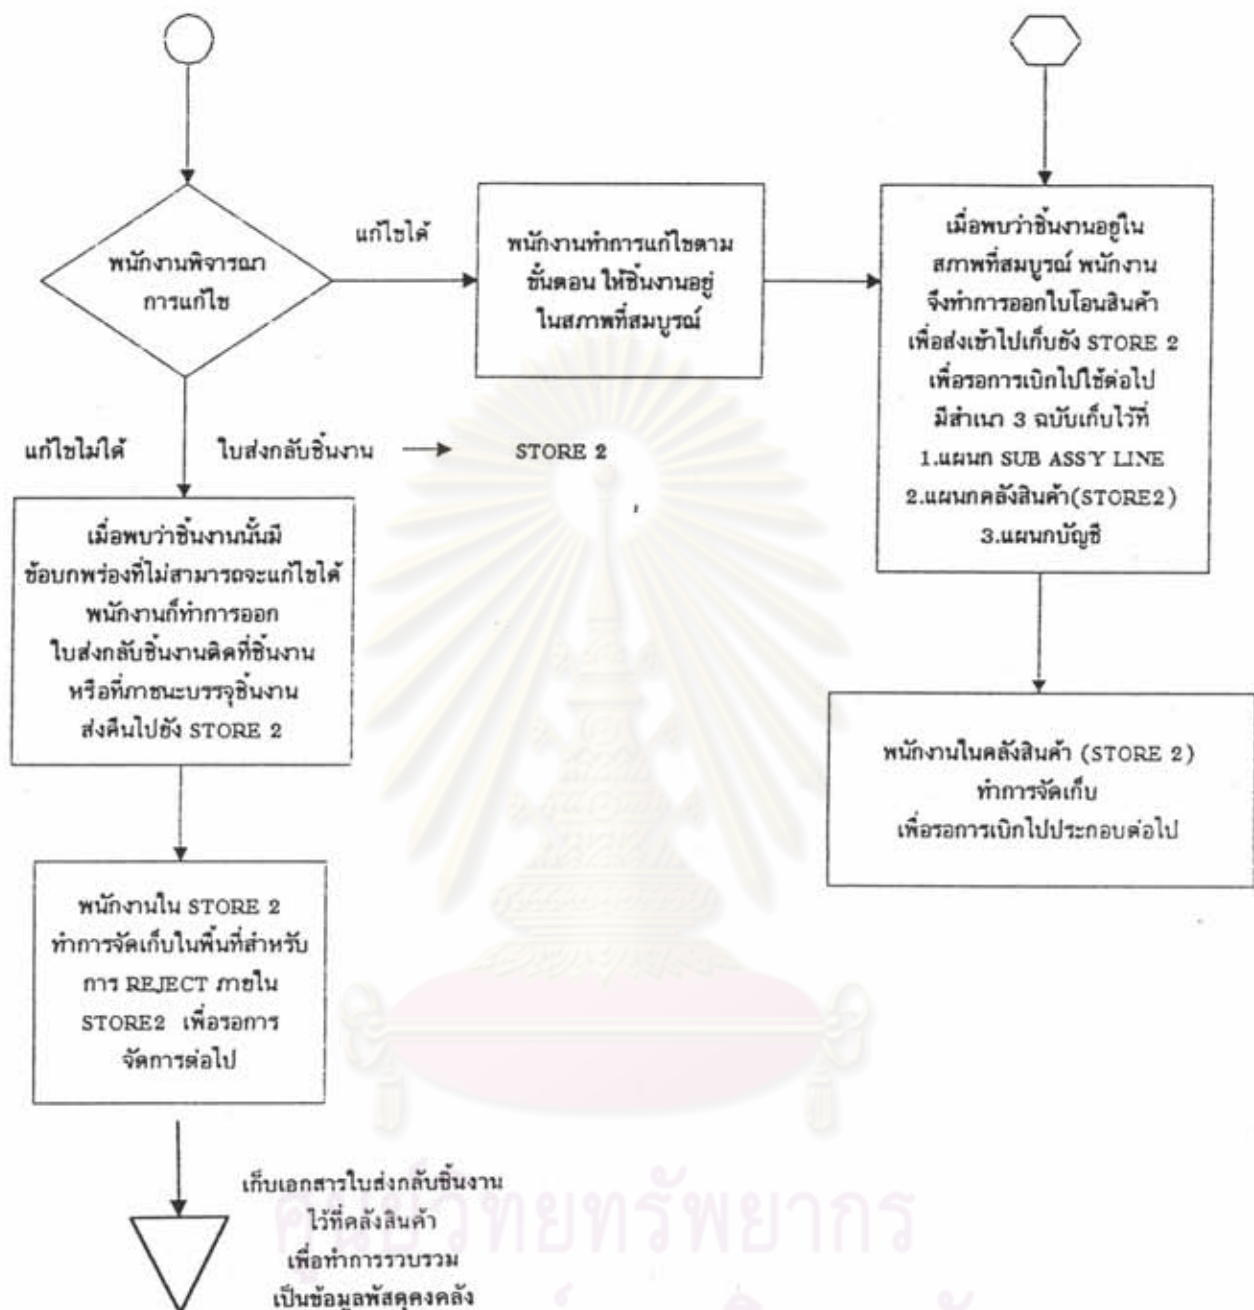 พนักงานพิจารณา
การแก้ไข
แก้ไขได้
พนักงานทำการแก้ไขตาม
ขั้นตอน ให้ชิ้นงานอยู่
ในสภาพที่สมบูรณ์
เมื่อพบว่าชิ้นงานอยู่ใน
สภาพที่สมบูรณ์ พนักงาน
จึงทำการออกใบโอนสินค้า
เพื่อส่งเข้าไปเก็บยัง STORE 2
เพื่อรอการเบิกไปใช้ต่อไป
มีสำเนา 3 ฉบับเก็บไว้ที่
1.แผนก SUB ASS'Y LINE
2.แผนกคลังสินค้า(STORE2)
3.แผนกบัญชี
แก้ไขไม่ได้
ใบส่งกลับชิ้นงาน
STORE 2
เมื่อพบว่าชิ้นงานนั้นมี
ข้อบกพร่องที่ไม่สามารถจะแก้ไขได้
พนักงานก็ทำการออก
ใบส่งกลับชิ้นงานติดที่ชิ้นงาน
หรือที่ภาชนะบรรจุชิ้นงาน
ส่งคืนไปยัง STORE 2
พนักงานในคลังสินค้า (STORE 2)
ทำการจัดเก็บ
เพื่อรอการเบิกไปประกอบต่อไป
พนักงานใน STORE 2
ทำการจัดเก็บในพื้นที่สำหรับ
การ REJECT ภายใน
STORE2 เพื่อรอการ
จัดการต่อไป
เก็บเอกสารใบส่งกลับชิ้นงาน
ไว้ที่คลังสินค้า
เพื่อทำการรวบรวม
เป็นข้อมูลพัสดุคงคลัง
ศูนย์วิทยทรัพยากร